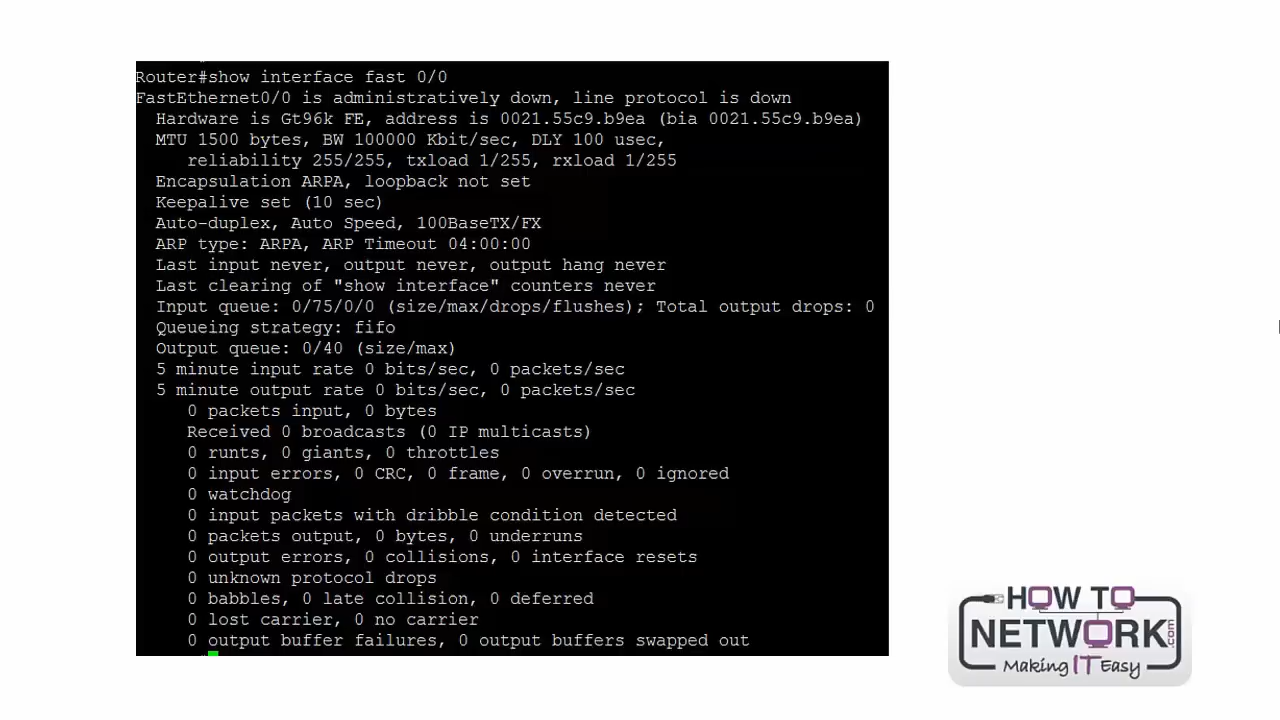 Router#show interface fast 0/0
FastEthernet0/0 is administratively down, line protocol is down
Hardware is Gt96k FE, address is 0021.55c9.b9ea (bia 0021.55c9.b9ea)
MTU 1500 bytes, BW 100000 Kbit/sec, DLY 100 usec,
reliability 255/255, txload 1/255, rxload 1/255
Encapsulation ARPA, loopback not set
Keepalive set (10 sec)
Auto-duplex, Auto Speed, 100BaseTX/FX
ARP type: ARPA, ARP Timeout 04:00:00
Last input never, output never, output hang never
Last clearing of "show interface" counters never
Input queue: 0/75/0/0 (size/max/drops/flushes); Total output drops: 0
Queueing strategy: fifo
Output queue: 0/40 (size/max)
5 minute input rate 0 bits/sec, 0 packets/sec
5 minute output rate 0 bits/sec, 0 packets/sec
0 packets input, 0 bytes
Received 0 broadcasts (0 IP multicasts)
0 runts, 0 giants, 0 throttles
0 input errors, 0 CRC, 0 frame, 0 overrun, 0 ignored
0 watchdog
0 input packets with dribble condition detected
0 packets output, 0 bytes, 0 underruns
0 output errors, 0 collisions, 0 interface resets
0 unknown protocol drops
0 babbles, 0 late collision, 0 deferred
0 lost carrier, 0 no carrier
0 output buffer failures, 0 output buffers swapped out
HOW TO
NETWORK.com
Making IT Easy